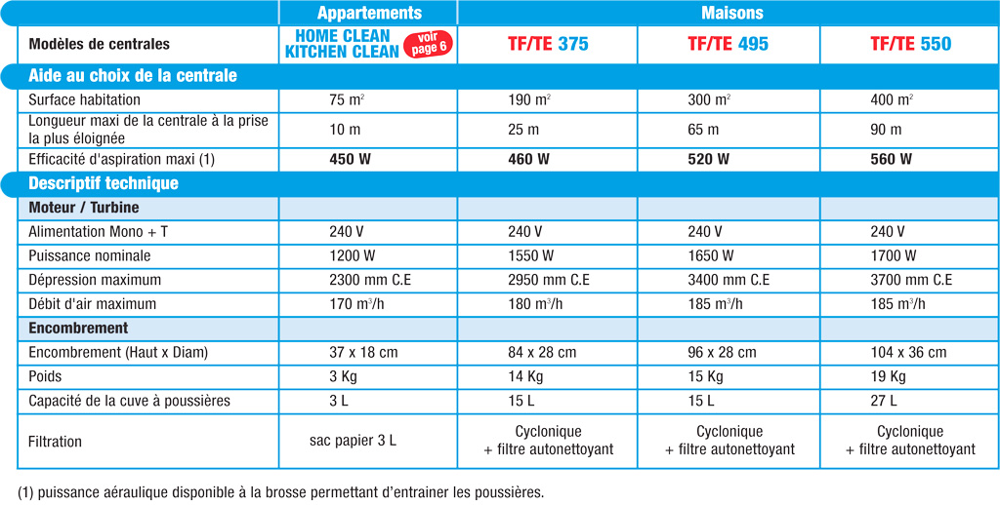 Appartements Maisons
Modèles de centrales HOME CLEAN KITCHEN CLEAN voir page 6 TF/TE 375 TF/TE 495 TF/TE 550
Aide au choix de la centrale
Surface habitation 75 m² 190 m² 300 m² 400 m²
Longueur maxi de la centrale à la prise
la plus éloignée 10 m 25 m 65 m 90 m
Efficacité d'aspiration maxi (1) 450 W 460 W 520 W 560 W
Descriptif technique
Moteur / Turbine
Alimentation Mono + T 240 V 240 V 240 V 240 V
Puissance nominale 1200 W 1550 W 1650 W 1700 W
Dépression maximum 2300 mm C.E 2950 mm C.E 3400 mm C.E 3700 mm C.E
Débit d'air maximum 170 m³/h 180 m³/h 185 m³/h 185 m³/h
Encombrement
Encombrement (Haut x Diam) 37 x 18 cm 84 x 28 cm 96 x 28 cm 104 x 36 cm
Poids 3 Kg 14 Kg 15 Kg 19 Kg
Capacité de la cuve à poussières 3 L 15 L 15 L 27 L
Filtration sac papier 3 L Cyclonique + filtre autonettoyant Cyclonique + filtre autonettoyant Cyclonique + filtre autonettoyant
(1) puissance aéraulique disponible à la brosse permettant d’entrainer les poussières.